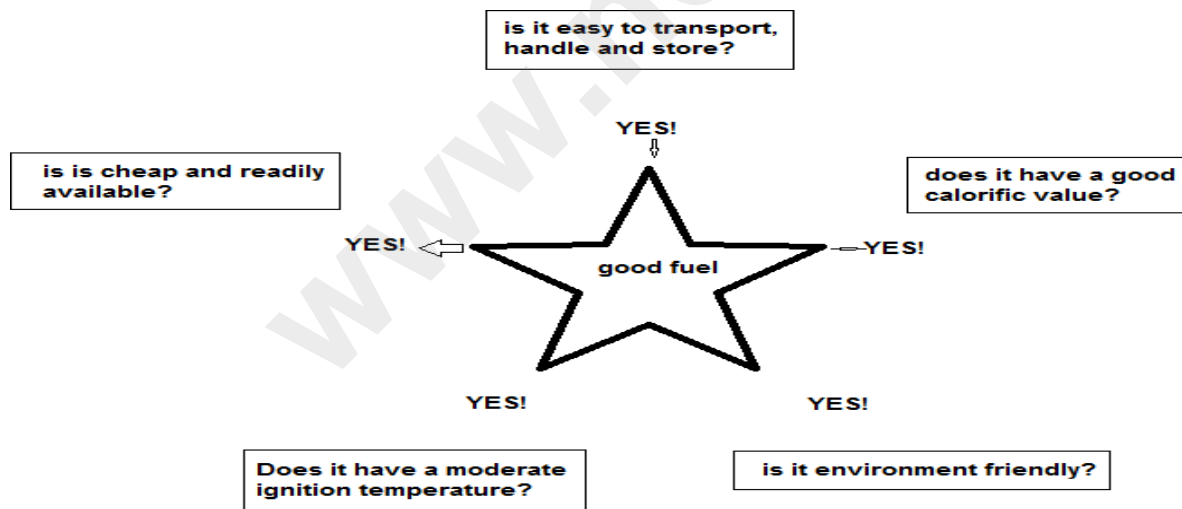 is it easy to transport,
handle and store?
YES!
is is cheap and readily
available?
does it have a good
calorific value?
YES!
YES!
good fuel
YES!
YES!
Does it have a moderate
ignition temperature?
is it environment friendly?
www.n